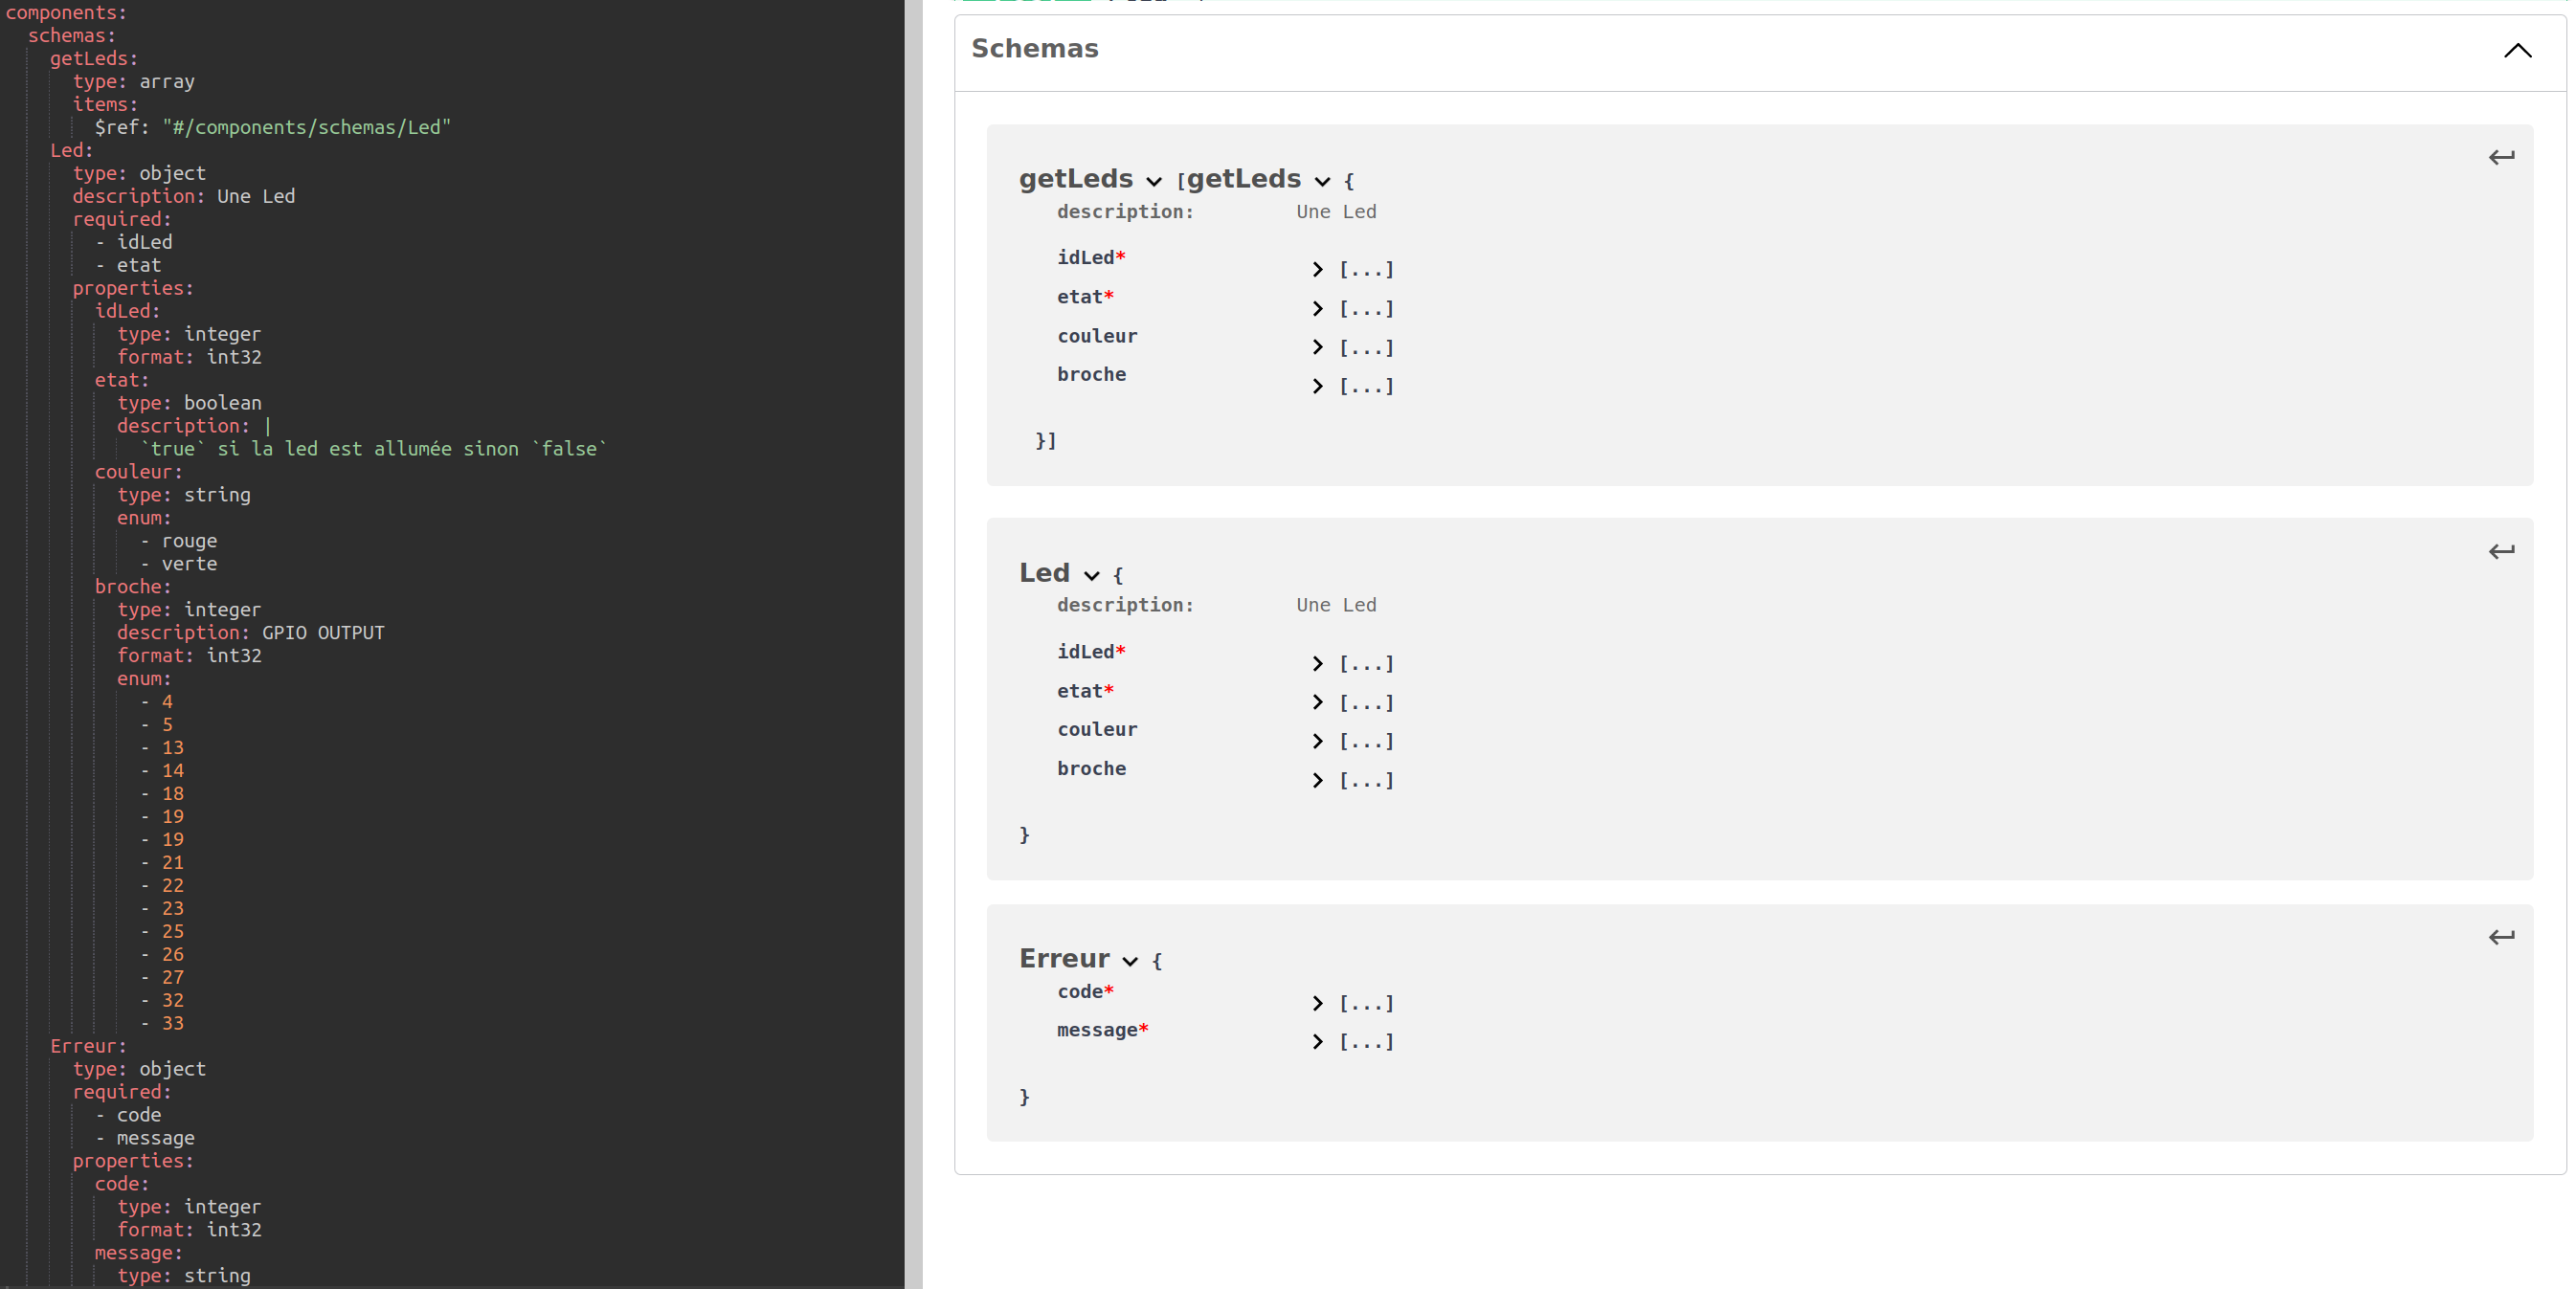 components:
schemas:
getLeds:
type: array
items:
$ref: "#/components/schemas/Led"
Led:
type: object
description: Une Led
required:
- idLed
- etat
properties:
idLed:
type: integer
format: int32
etat:
type: boolean
description: |
`true` si la led est allumée sinon `false`
couleur:
type: string
enum:
- rouge
- verte
broche:
type: integer
description: GPIO OUTPUT
format: int32
enum:
- 4
- 5
- 13
- 14
- 18
- 19
- 19
- 21
- 22
- 23
- 25
- 26
- 27
- 32
- 33
Erreur:
type: object
required:
- code
- message
properties:
code:
type: integer
format: int32
message:
type: string
Schemas
getLeds [getLeds {
description: Une Led
idLed* [...]
etat* [...]
couleur [...]
broche [...]
}]
Led {
description: Une Led
idLed* [...]
etat* [...]
couleur [...]
broche [...]
}
Erreur {
code* [...]
message* [...]
}